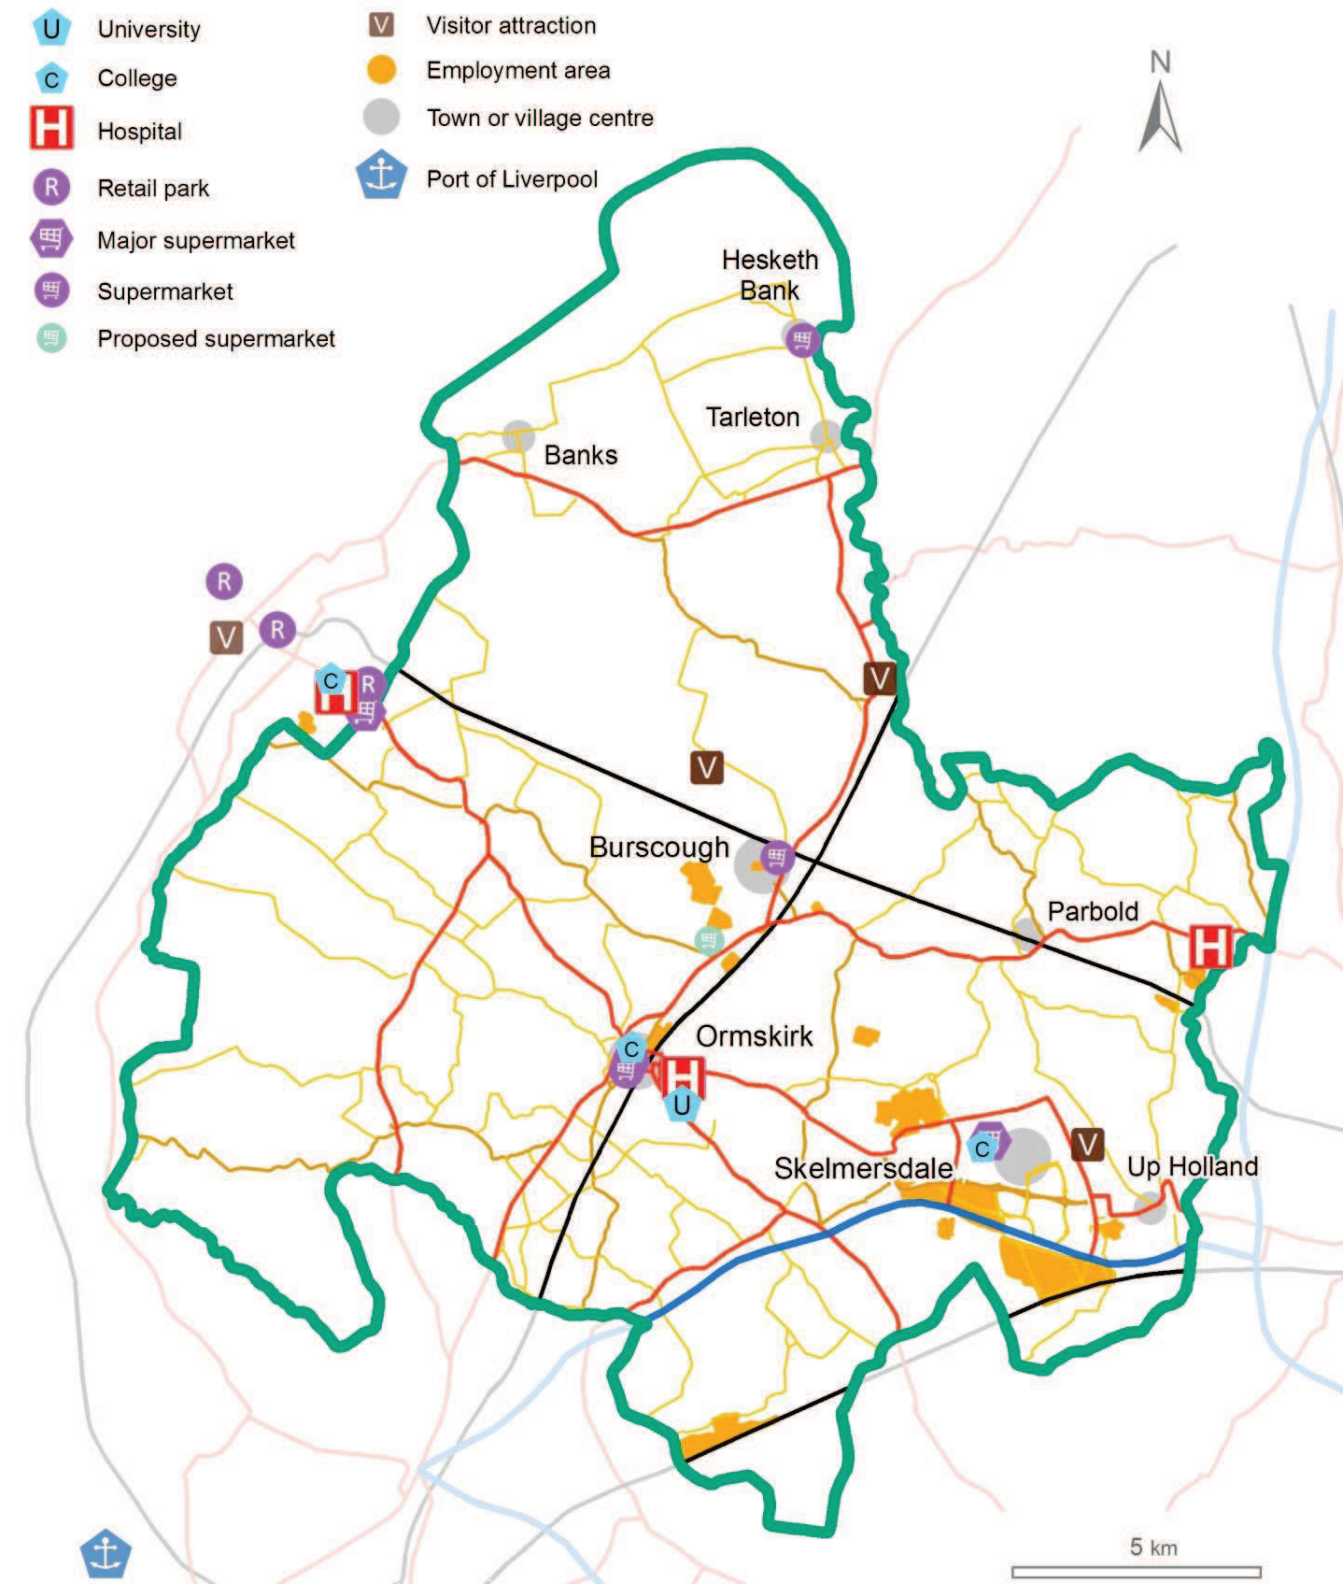 U University
C College
H Hospital
R Retail park
Major supermarket
Supermarket
Proposed supermarket
V Visitor attraction
Employment area
Town or village centre
Port of Liverpool
N
Hesketh
Bank
Tarleton
Banks
R
V
R
C
H
R
V
V
Burscough
Parbold
H
Ormskirk
C
H
U
C
V
Skelmersdale
Up Holland
5 km